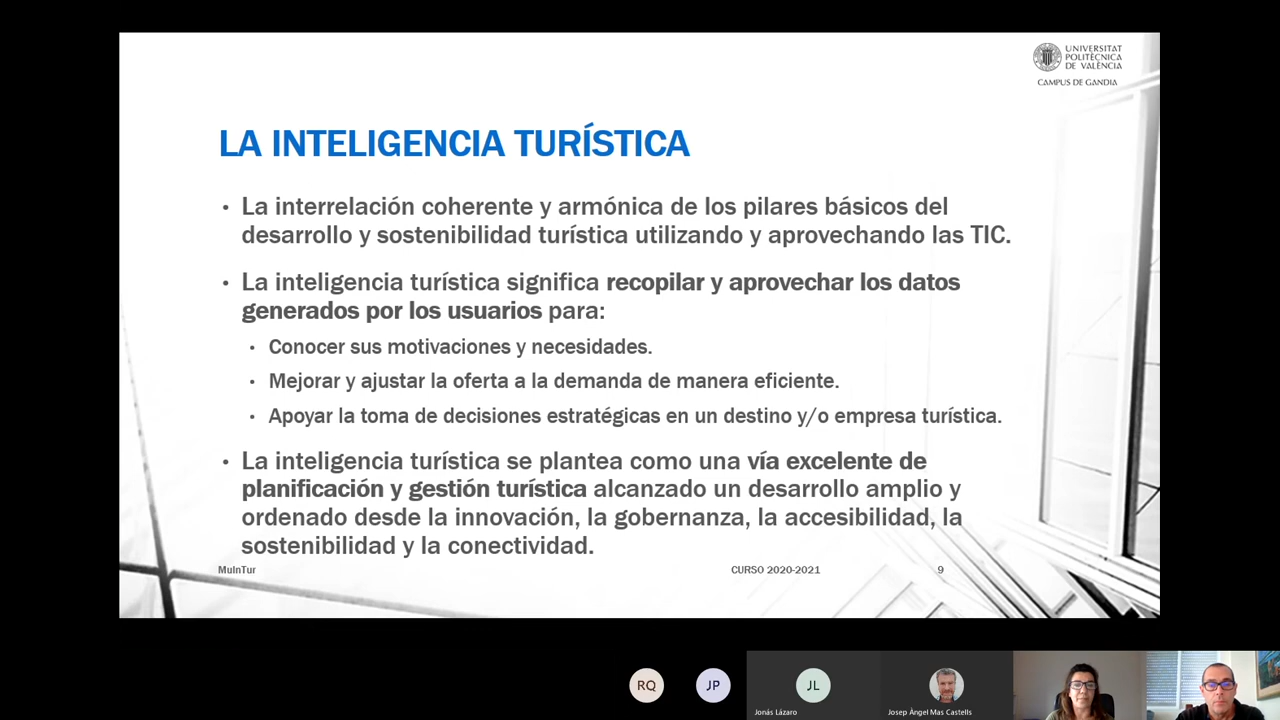 UNIVERSITAT
POLITÈCNICA
DE VALÈNCIA
CAMPUS DE GANDIA
LA INTELIGENCIA TURÍSTICA
• La interrelación coherente y armónica de los pilares básicos del
desarrollo y sostenibilidad turística utilizando y aprovechando las TIC.
• La inteligencia turística significa recopilar y aprovechar los datos
generados por los usuarios para:
• Conocer sus motivaciones y necesidades.
• Mejorar y ajustar la oferta a la demanda de manera eficiente.
• Apoyar la toma de decisiones estratégicas en un destino y/o empresa turística.
• La inteligencia turística se plantea como una vía excelente de
planificación y gestión turística alcanzado un desarrollo amplio y
ordenado desde la innovación, la gobernanza, la accesibilidad, la
sostenibilidad y la conectividad.
MuInTur CURSO 2020-2021 9
RQ JP JL
Jonás Lázaro Josep Àngel Mas Castells